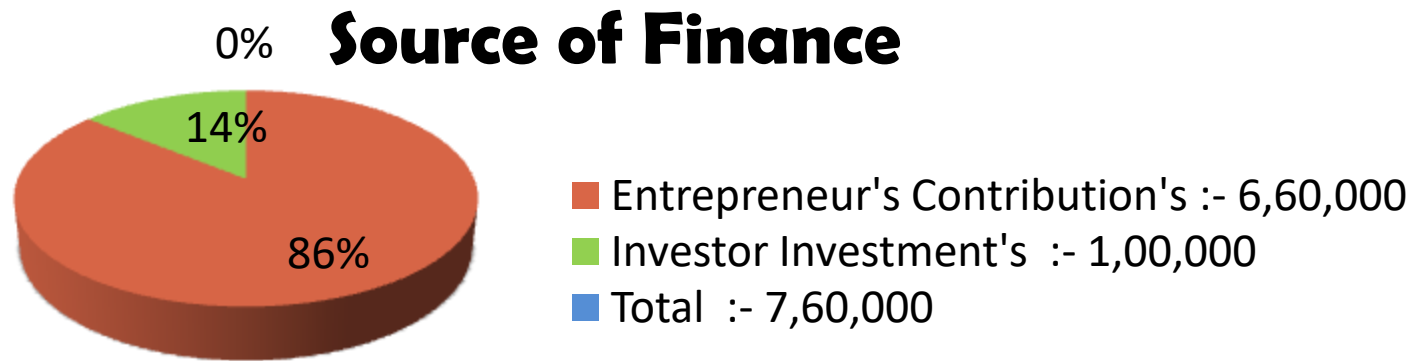 Source of Finance
0%
14%
86%
Entrepreneur's Contribution's :- 6,60,000
Investor Investment's :- 1,00,000
Total :- 7,60,000